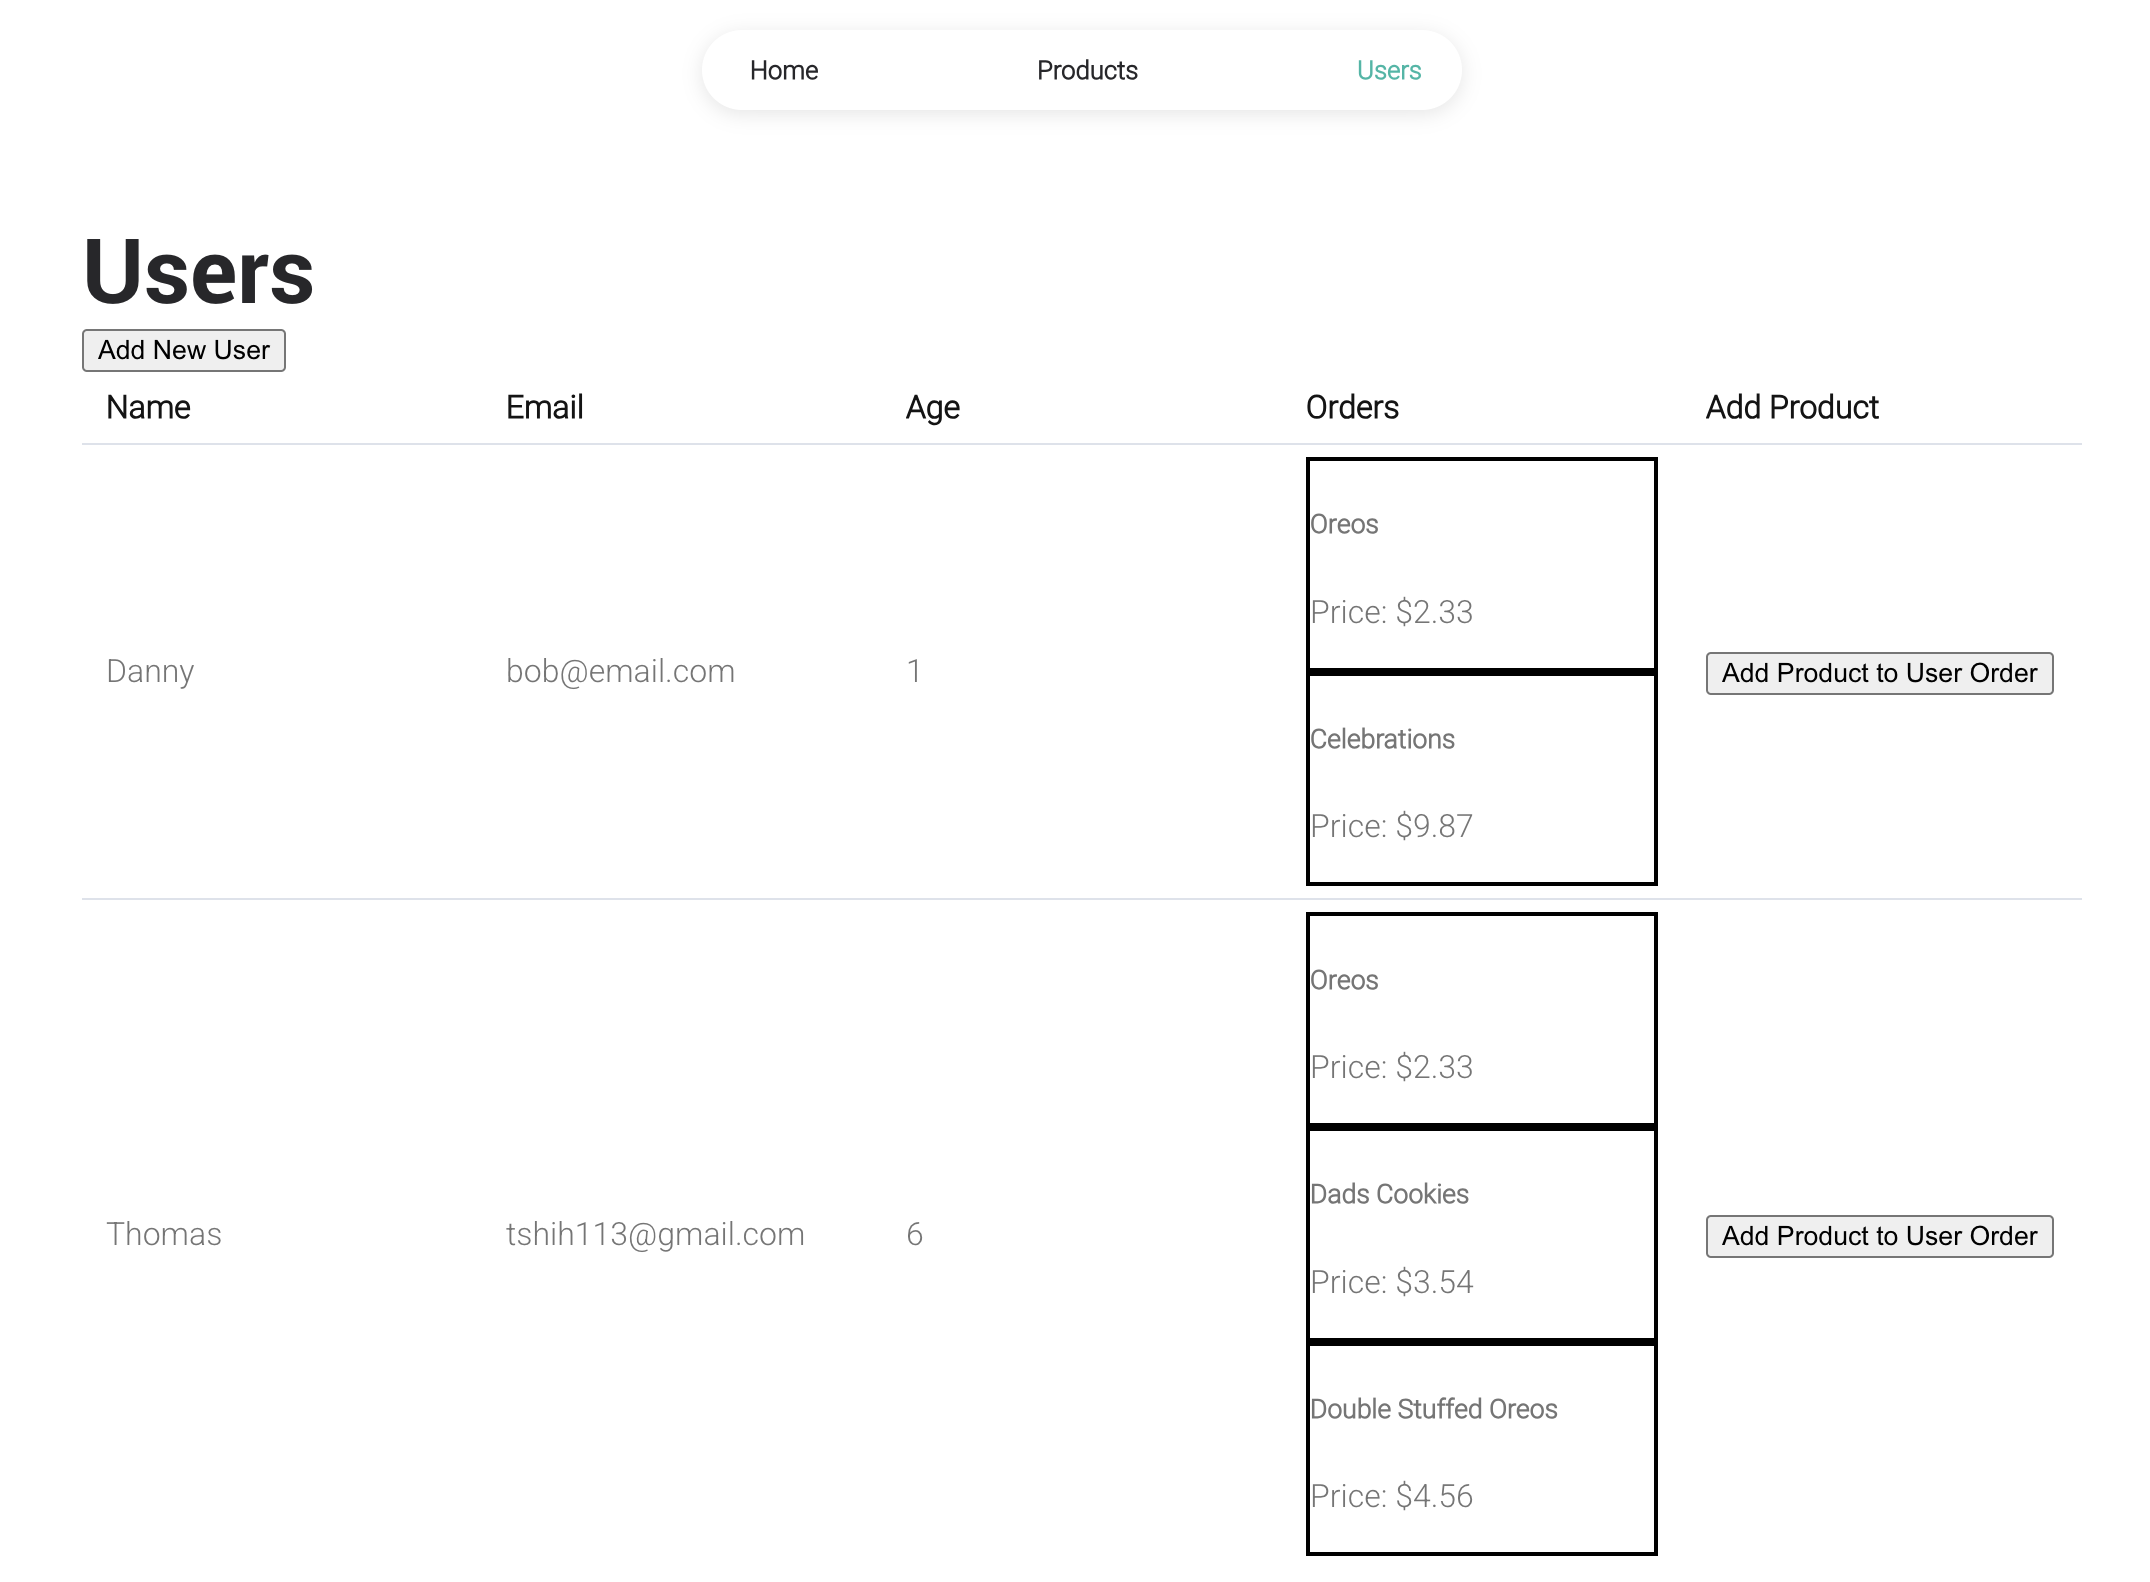 Home Products Users
Users
Add New User
Name Email Age Orders Add Product
Oreos
Price: $2.33
Danny bob@email.com 1 Add Product to User Order
Celebrations
Price: $9.87
Oreos
Price: $2.33
Dads Cookies
Thomas tshih113@gmail.com 6 Add Product to User Order
Price: $3.54
Double Stuffed Oreos
Price: $4.56